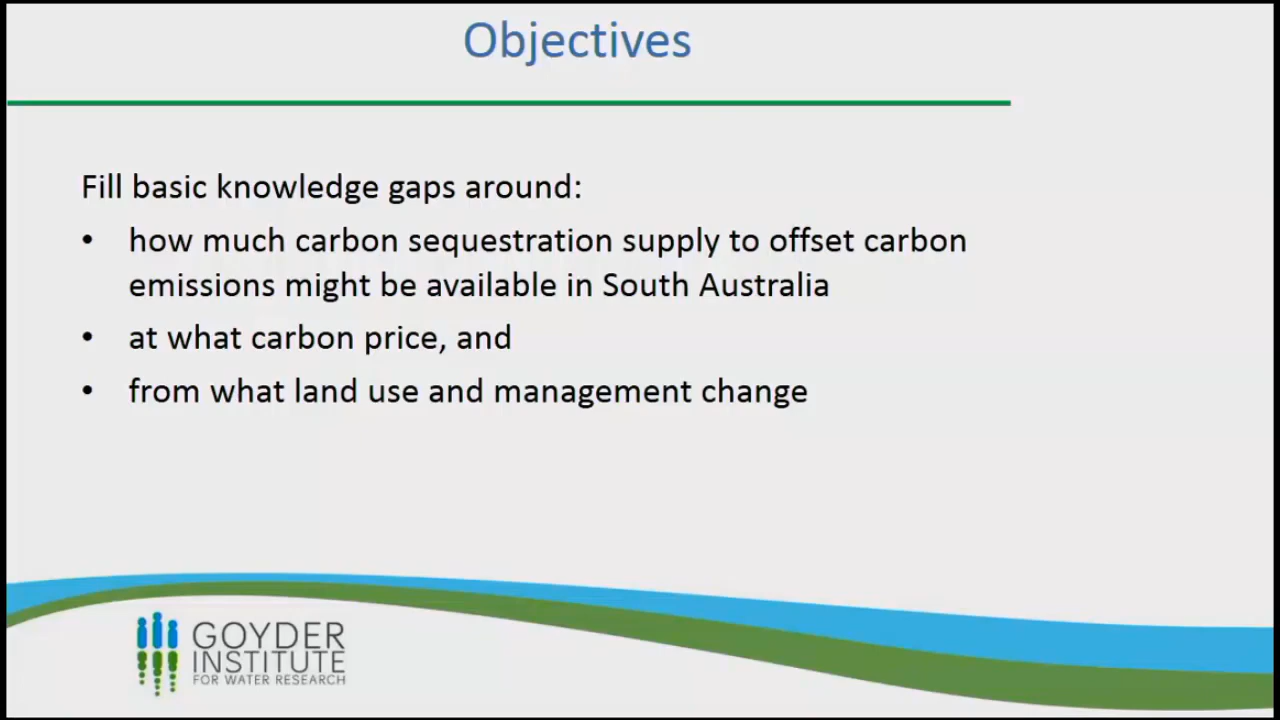 Objectives
Fill basic knowledge gaps around:
• how much carbon sequestration supply to offset carbon
emissions might be available in South Australia
• at what carbon price, and
• from what land use and management change
GOYDER
INSTITUTE
FOR WATER RESEARCH